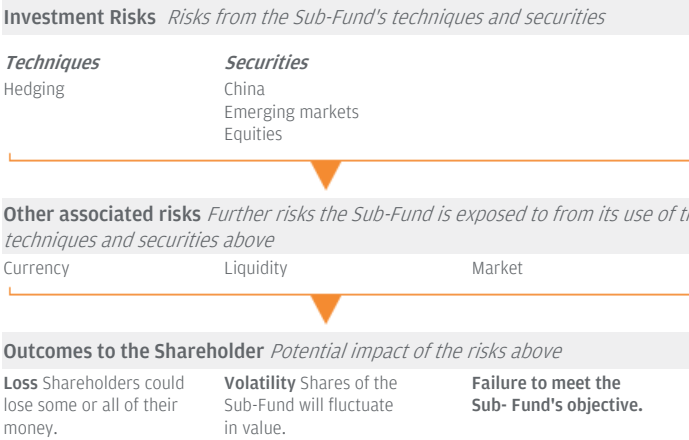 Investment Risks Risks from the Sub-Fund's techniques and securities
Techniques Securities
Hedging China
Emerging markets
Equities
Other associated risks Further risks the Sub-Fund is exposed to from its use of
techniques and securities above
Currency Liquidity Market
Outcomes to the Shareholder Potential impact of the risks above
Loss Shareholders could
lose some or all of their
money.
Volatility Shares of the
Sub-Fund will fluctuate
in value.
Failure to meet the
Sub- Fund's objective.